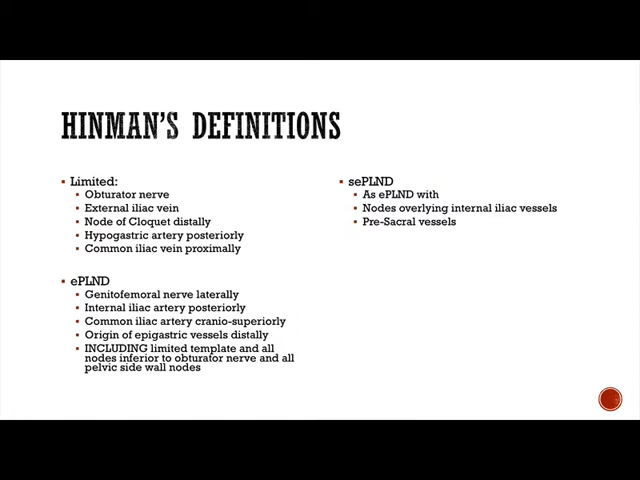 HINMAN'S DEFINITIONS
▪ Limited:
▪ Obturator nerve
▪ External iliac vein
▪ Node of Cloquet distally
▪ Hypogastric artery posteriorly
▪ Common iliac vein proximally
▪ ePLND
▪ Genitofemoral nerve laterally
▪ Internal iliac artery posteriorly
▪ Common iliac artery cranio-superiorly
▪ Origin of epigastric vessels distally
▪ INCLUDING limited template and all
nodes inferior to obturator nerve and all
pelvic side wall nodes
▪ sePLND
▪ As ePLND with
▪ Nodes overlying internal iliac vessels
▪ Pre-Sacral vessels